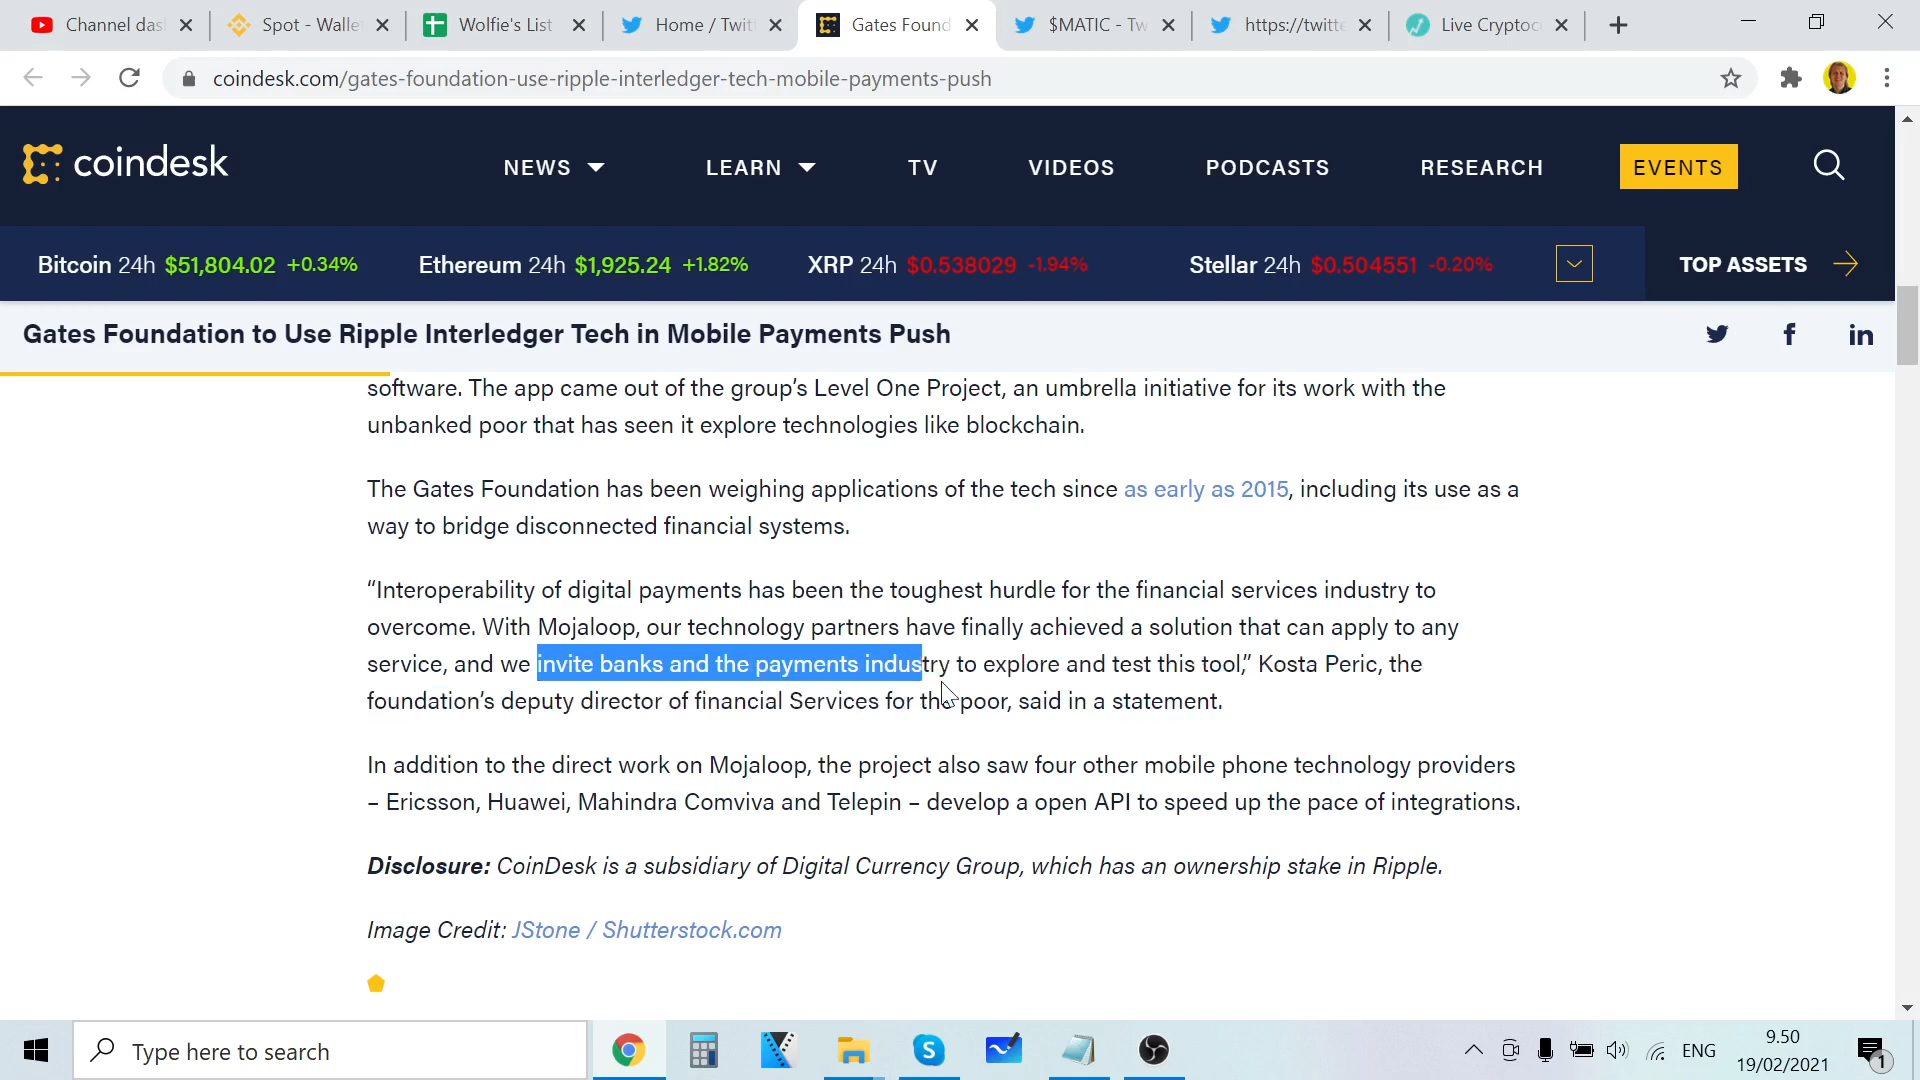 Channel das
Spot - Walle
Wolfie's List
Home / Twit
Gates Found
$MATIC - Tw
https://twitte
Live Cryptoc
coindesk.com/gates-foundation-use-ripple-interledger-tech-mobile-payments-push
coindesk
NEWS
LEARN
TV
VIDEOS
PODCASTS
RESEARCH
EVENTS
Bitcoin 24h $51,804.02 +0.34%
Ethereum 24h $1,925.24 +1.82%
XRP 24h $0.538029 -1.94%
Stellar 24h $0.504551 -0.20%
TOP ASSETS
Gates Foundation to Use Ripple Interledger Tech in Mobile Payments Push
software. The app came out of the group's Level One Project, an umbrella initiative for its work with the
unbanked poor that has seen it explore technologies like blockchain.
The Gates Foundation has been weighing applications of the tech since as early as 2015, including its use as a
way to bridge disconnected financial systems.
“Interoperability of digital payments has been the toughest hurdle for the financial services industry to
overcome. With Mojaloop, our technology partners have finally achieved a solution that can apply to any
service, and we invite banks and the payments industry to explore and test this tool,” Kosta Peric, the
foundation's deputy director of financial Services for the poor, said in a statement.
In addition to the direct work on Mojaloop, the project also saw four other mobile phone technology providers
– Ericsson, Huawei, Mahindra Comviva and Telepin – develop a open API to speed up the pace of integrations.
Disclosure: CoinDesk is a subsidiary of Digital Currency Group, which has an ownership stake in Ripple.
Image Credit: JStone / Shutterstock.com
Type here to search
ENG
9.50
19/02/2021
1